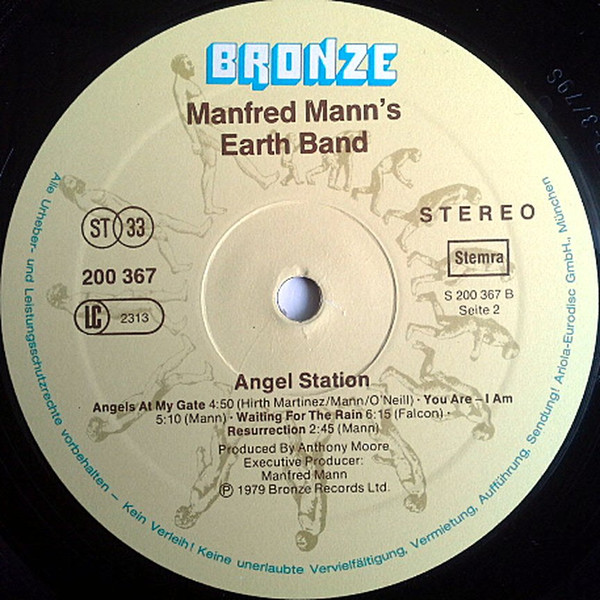 BRONZE
Manfred Mann's
Earth Band
ST 33
STEREO
200 367
Stemra
LC 2313
S 200 367 B
Seite 2
Angel Station
Angels At My Gate 4:50 (Hirth Martinez/Mann/O'Neill) · You Are – I Am
5:10 (Mann) · Waiting For The Rain 6:15 (Falcon) ·
Resurrection 2:45 (Mann)
Produced By Anthony Moore
Executive Producer:
Manfred Mann
℗ 1979 Bronze Records Ltd.
Alle Urheber- und Leistungsschutzrechte vorbehalten – Kein Verleih! Keine unerlaubte Vervielfältigung, Vermietung, Aufführung, Sendung! Ariola-Eurodisc GmbH., München